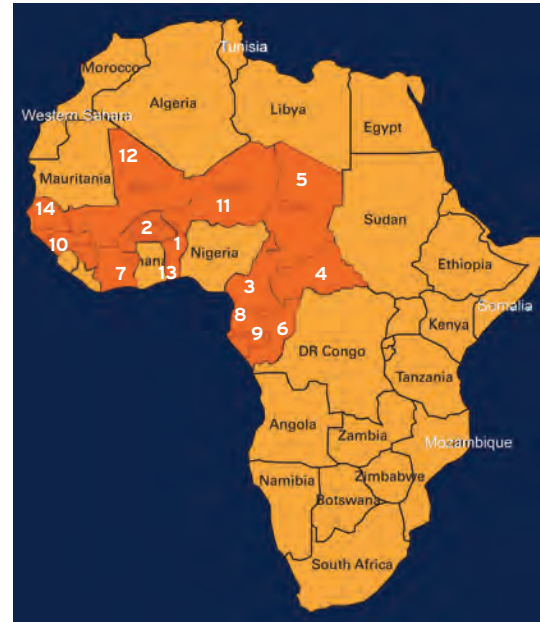 Tunisia
Morocco
Algeria
Libya
Egypt
Western Sahara
12
Mauritania
5
14
11
Sudan
2
10
1
Nigeria
Ethiopia
7
13
4
3
Somalia
8
6
Kenya
9
DR Congo
Tanzania
Angola
Zambia
Mozambique
Namibia
Zimbabwe
Botswana
South Africa